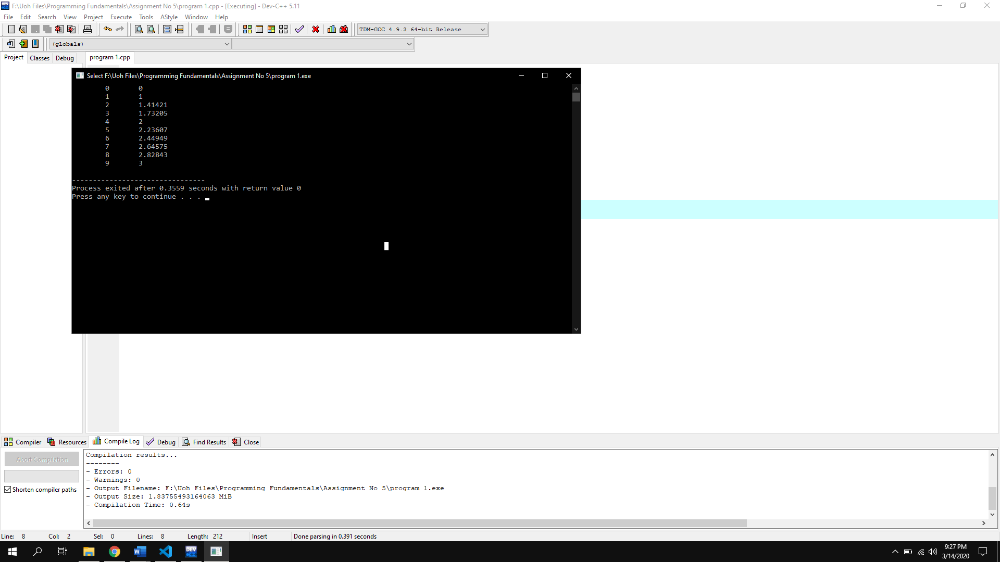 F:\Uoh Files\Programming Fundamentals\Assignment No 5\program 1.cpp - [Executing] - Dev-C++ 5.11
File Edit Search View Project Execute Tools AStyle Window Help
TDM-GCC 4.9.2 64-bit Release
(globals)
Project Classes Debug program 1.cpp
Select F:\Uoh Files\Programming Fundamentals\Assignment No 5\program 1.exe
0 0
1 1
2 1.41421
3 1.73205
4 2
5 2.23607
6 2.44949
7 2.64575
8 2.82843
9 3
--------------------------------
Process exited after 0.3559 seconds with return value 0
Press any key to continue . . .
Compiler Resources Compile Log Debug Find Results Close
Abort Compilation
Shorten compiler paths
Compilation results...
--------
- Errors: 0
- Warnings: 0
- Output Filename: F:\Uoh Files\Programming Fundamentals\Assignment No 5\program 1.exe
- Output Size: 1.83755493164063 MiB
- Compilation Time: 0.64s
Line: 8 Col: 2 Sel: 0 Lines: 8 Length: 212 Insert Done parsing in 0.391 seconds
W DEV C++
9:27 PM
3/14/2020